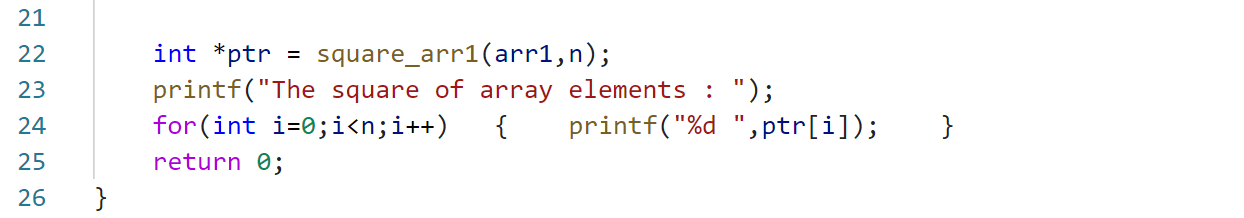 21
22 int *ptr = square_arr1(arr1,n);
23 printf("The square of array elements : ");
24 for(int i=0;i<n;i++) { printf("%d ",ptr[i]); }
25 return 0;
26 }